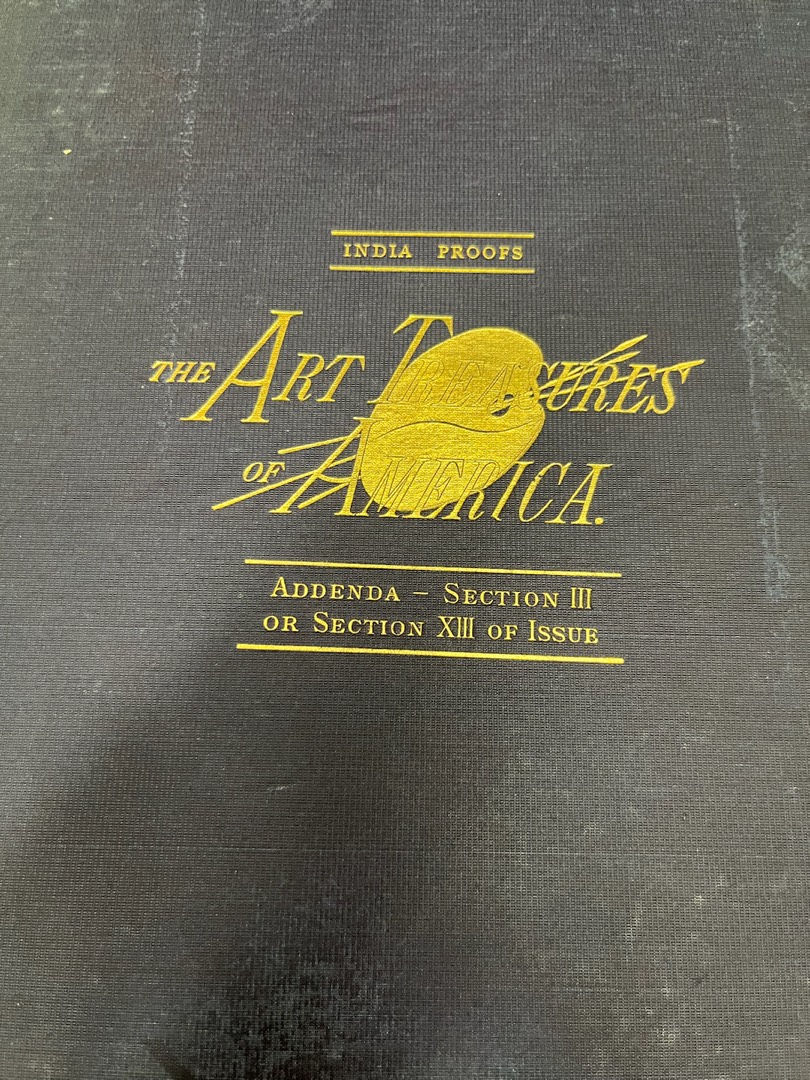 INDIA PROOFS
THE ART TREASURES
OF AMERICA.
ADDENDA – SECTION III
OR SECTION XIII OF ISSUE